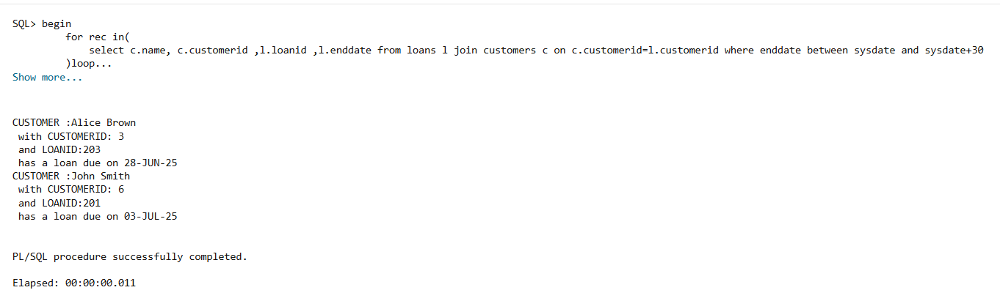 SQL> begin
for rec in(
select c.name, c.customerid ,l.loanid ,l.enddate from loans l join customers c on c.customerid=l.customerid where enddate between sysdate and sysdate+30
)loop...
Show more...
CUSTOMER :Alice Brown
with CUSTOMERID: 3
and LOANID:203
has a loan due on 28-JUN-25
CUSTOMER :John Smith
with CUSTOMERID: 6
and LOANID:201
has a loan due on 03-JUL-25
PL/SQL procedure successfully completed.
Elapsed: 00:00:00.011